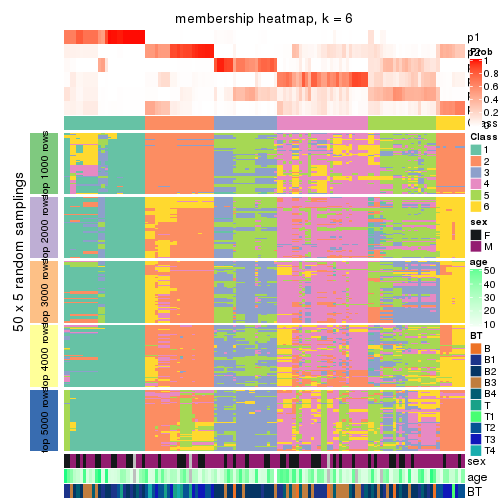 membership heatmap, k = 6
50 x 5 random samplings
top 1000 rows
top 2000 rows
top 3000 rows
top 4000 rows
top 5000 rows
p1
p2
Prob
1
0.8
0.6
0.4
0.2
0
Class
Class
1
2
3
4
5
6
sex
F
M
age
50
40
30
20
10
BT
B
B1
B2
B3
B4
T
T1
T2
T3
T4
sex
age
BT